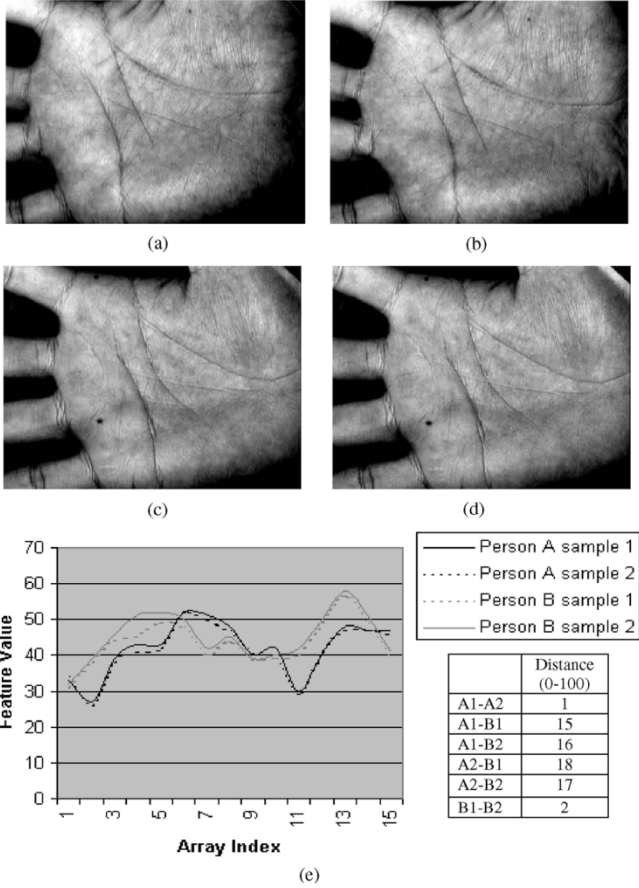 (a)
(b)
(c)
(d)
70
60
50
40
30
20
10
0
Feature Value
1
3
5
7
9
11
13
15
Array Index
Person A sample 1
Person A sample 2
Person B sample 1
Person B sample 2
Distance
(0-100)
A1-A2 1
A1-B1 15
A1-B2 16
A2-B1 18
A2-B2 17
B1-B2 2
(e)